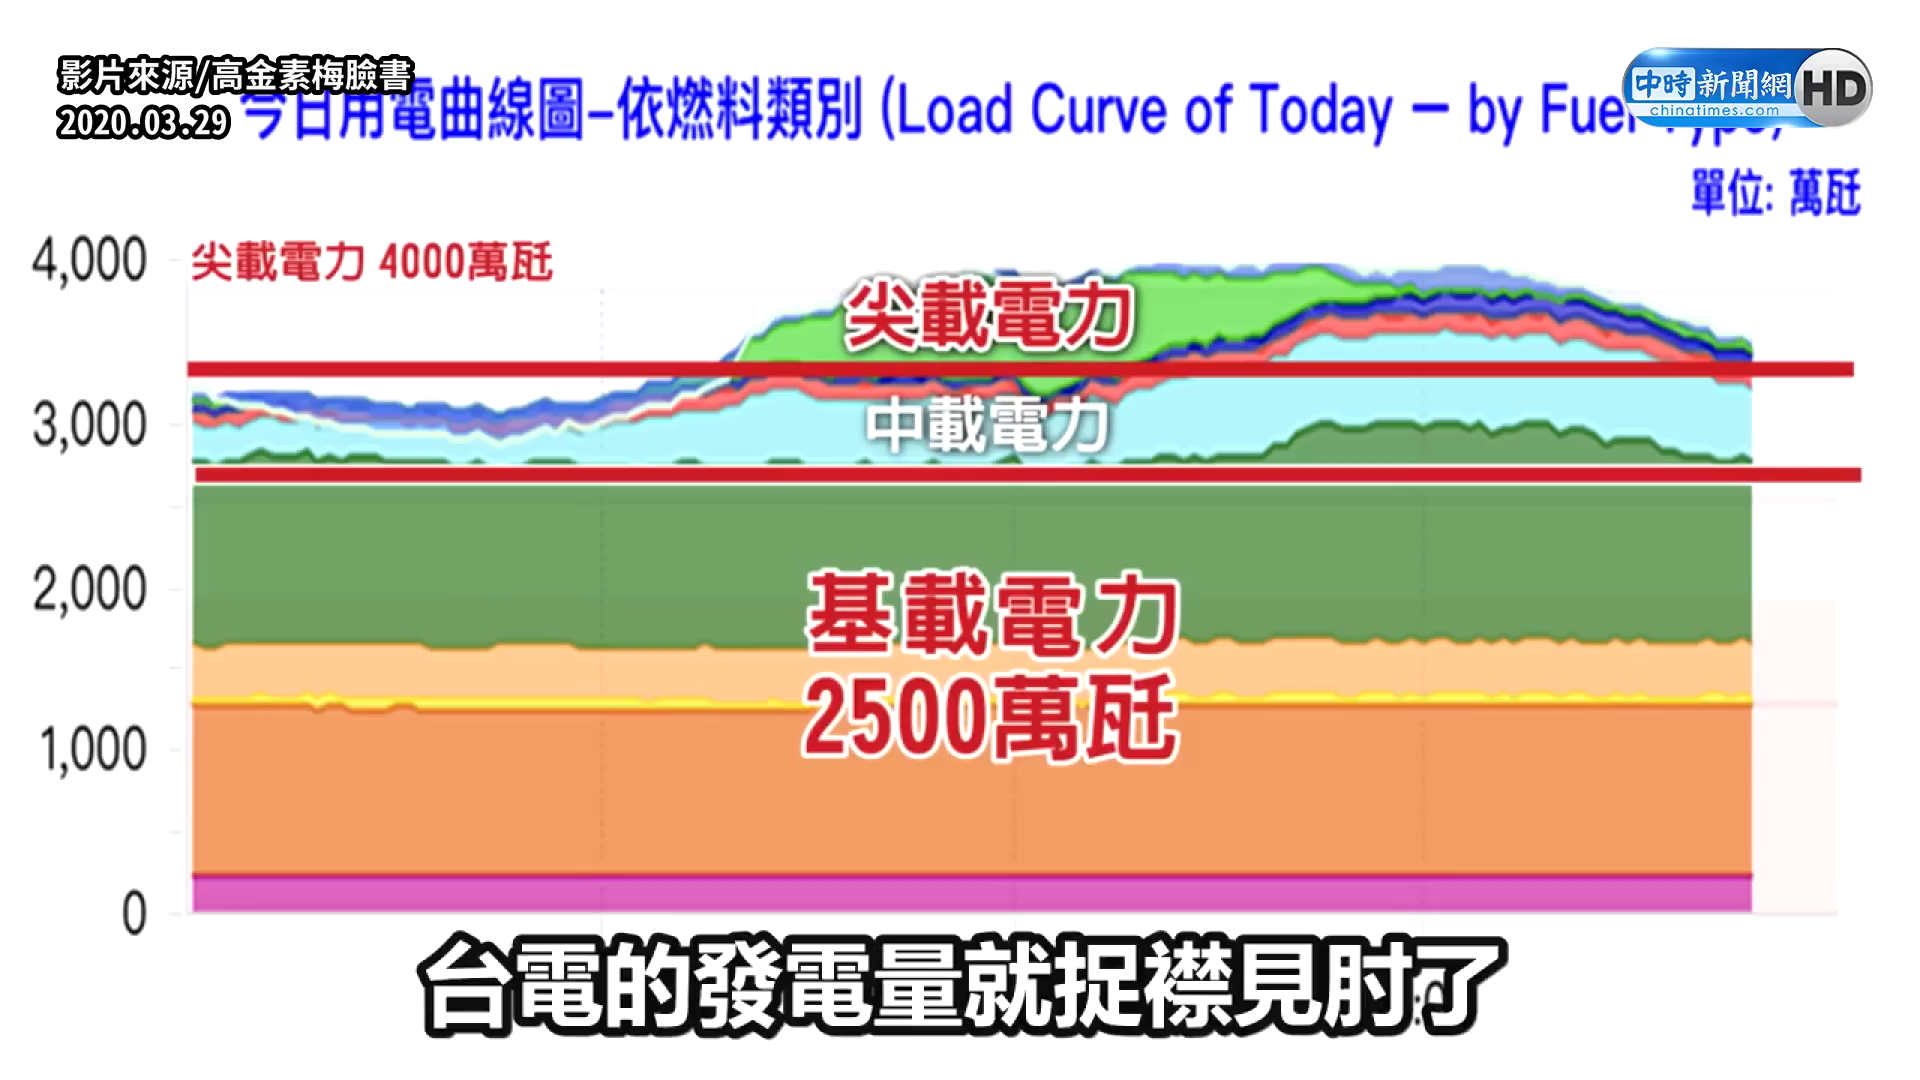 影片來源/高金素梅臉書
2020.03.29
今日用電曲線圖-依燃料類別 (Load Curve of Today - by Fuel Type)
中時新聞網 HD
chinatimes.com
單位: 萬瓩
4,000
尖載電力 4000萬瓩
尖載電力
3,000
中載電力
2,000
基載電力
2500萬瓩
1,000
0
台電的發電量就捉襟見肘了